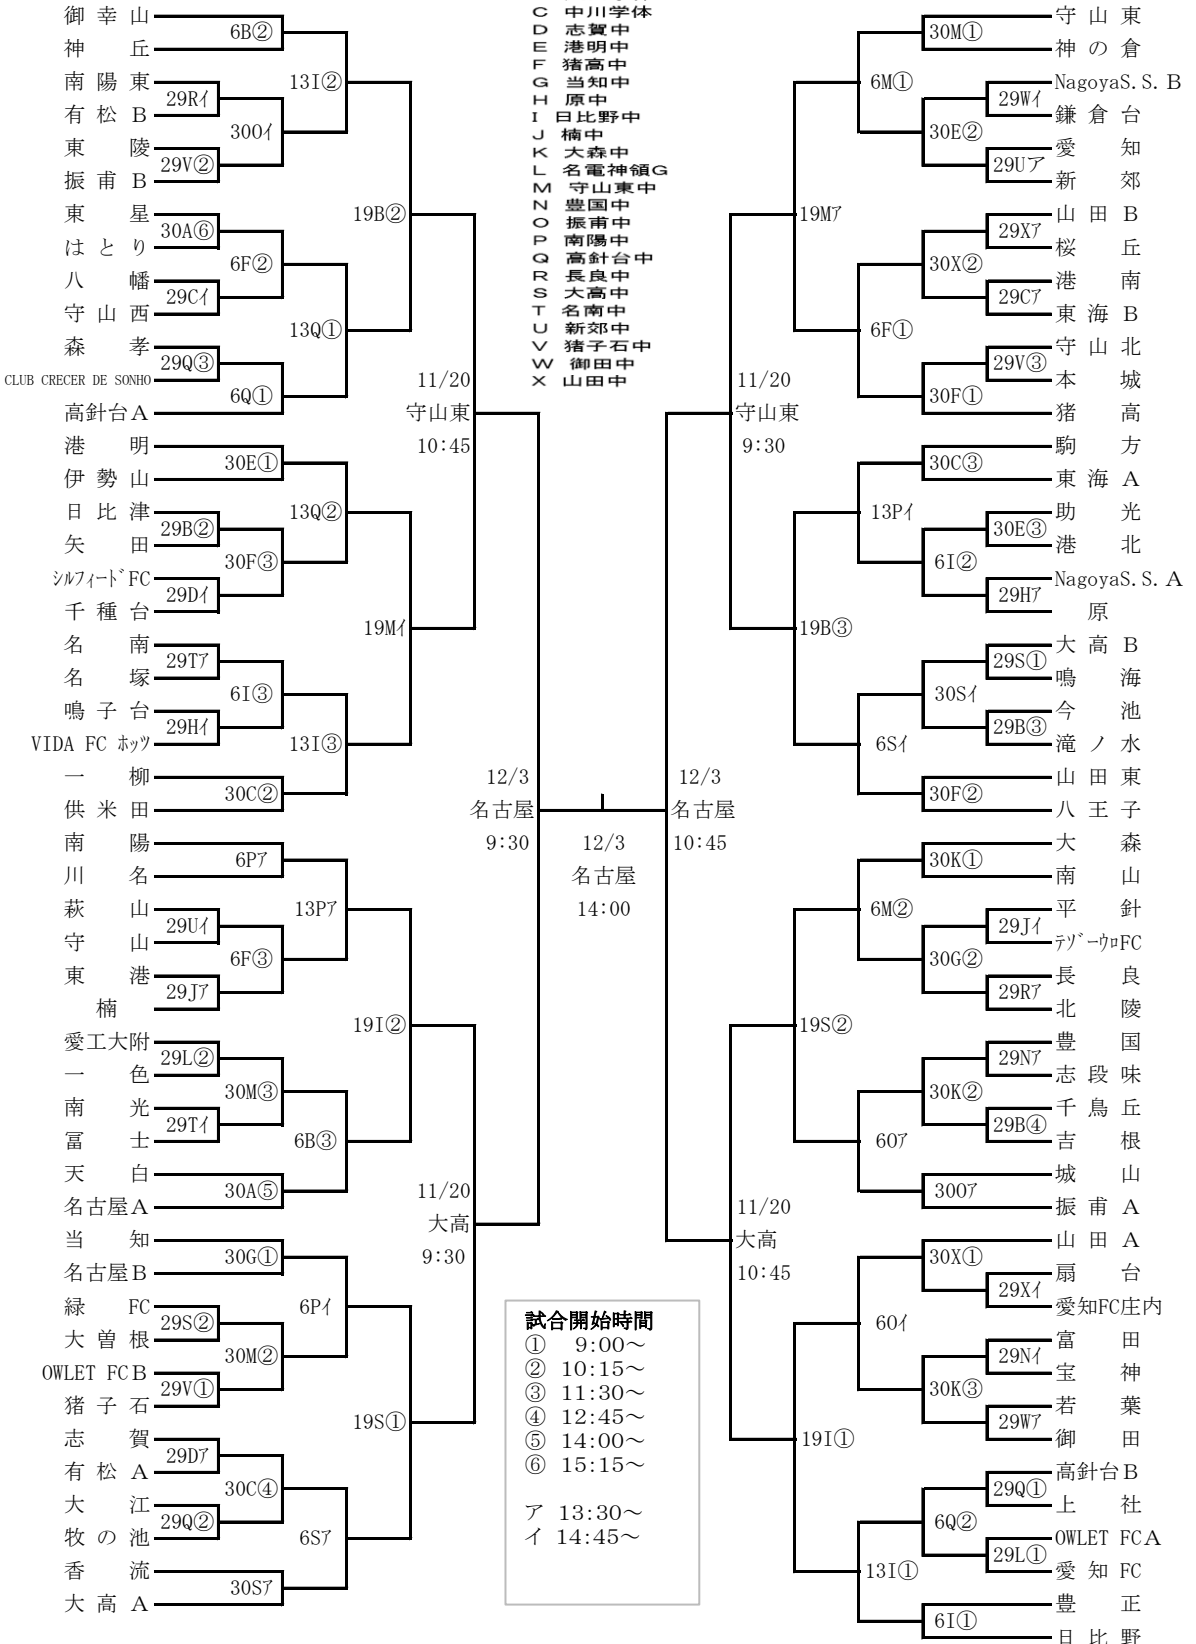 御幸山
6B②
神丘
南陽東
29Rイ
有松B
13I②
30Oイ
東陵
29V②
振甫B
19B②
東星
30A⑥
はとり
6F②
八幡
29Cイ
守山西
13Q①
森孝
29Q③
CLUB CRECER DE SONHO
6Q①
高針台A
11/20
守山東
10:45
港明
30E①
伊勢山
13Q②
日比津
29B②
矢田
30F③
シルフィードFC
29Dイ
千種台
19Mイ
名南
29Tア
名塚
6I③
鳴子台
29Hイ
VIDA FC ホッツ
13I③
一柳
30C②
供米田
12/3
名古屋
9:30
南陽
6Pア
川名
13Pア
萩山
29Uイ
守山
6F③
東港
29Jア
楠
19I②
愛工大附
29L②
一色
30M③
南光
29Tイ
冨士
6B③
天白
30A⑤
名古屋A
11/20
大高
9:30
当知
30G①
名古屋B
6Pイ
緑FC
29S②
大曽根
30M②
OWLET FCB
29V①
猪子石
19S①
志賀
29Dア
有松A
30C④
大江
29Q②
牧の池
6Sア
香流
30Sア
大高A
C 中川学体
D 志賀中
E 港明中
F 猪高中
G 当知中
H 原中
I 日比野中
J 楠中
K 大森中
L 名電神領G
M 守山東中
N 豊国中
O 振甫中
P 南陽中
Q 高針台中
R 長良中
S 大高中
T 名南中
U 新郊中
V 猪子石中
W 御田中
X 山田中
12/3
名古屋
14:00
試合開始時間
① 9:00～
② 10:15～
③ 11:30～
④ 12:45～
⑤ 14:00～
⑥ 15:15～
ア 13:30～
イ 14:45～
守山東
30M①
神の倉
6M①
NagoyaS.S.B
29Wイ
鎌倉台
30E②
愛知
29Uア
新郊
19Mア
山田B
29Xア
桜丘
30X②
港南
29Cア
東海B
6F①
守山北
29V③
本城
30F①
猪高
11/20
守山東
9:30
駒方
30C③
東海A
13Pイ
助光
30E③
港北
6I②
NagoyaS.S.A
29Hア
原
19B③
大高B
29S①
鳴海
30Sイ
今池
29B③
滝ノ水
6Sイ
山田東
30F②
八王子
12/3
名古屋
10:45
大森
30K①
南山
6M②
平針
29Jイ
テゾーウロFC
30G②
長良
29Rア
北陵
19S②
豊国
29Nア
志段味
30K②
千鳥丘
29B④
吉根
6Oア
城山
30Oア
振甫A
11/20
大高
10:45
山田A
30X①
扇台
29Xイ
愛知FC庄内
6Oイ
富田
29Nイ
宝神
30K③
若葉
29Wア
御田
19I①
高針台B
29Q①
上社
6Q②
OWLET FCA
29L①
愛知FC
13I①
豊正
6I①
日比野